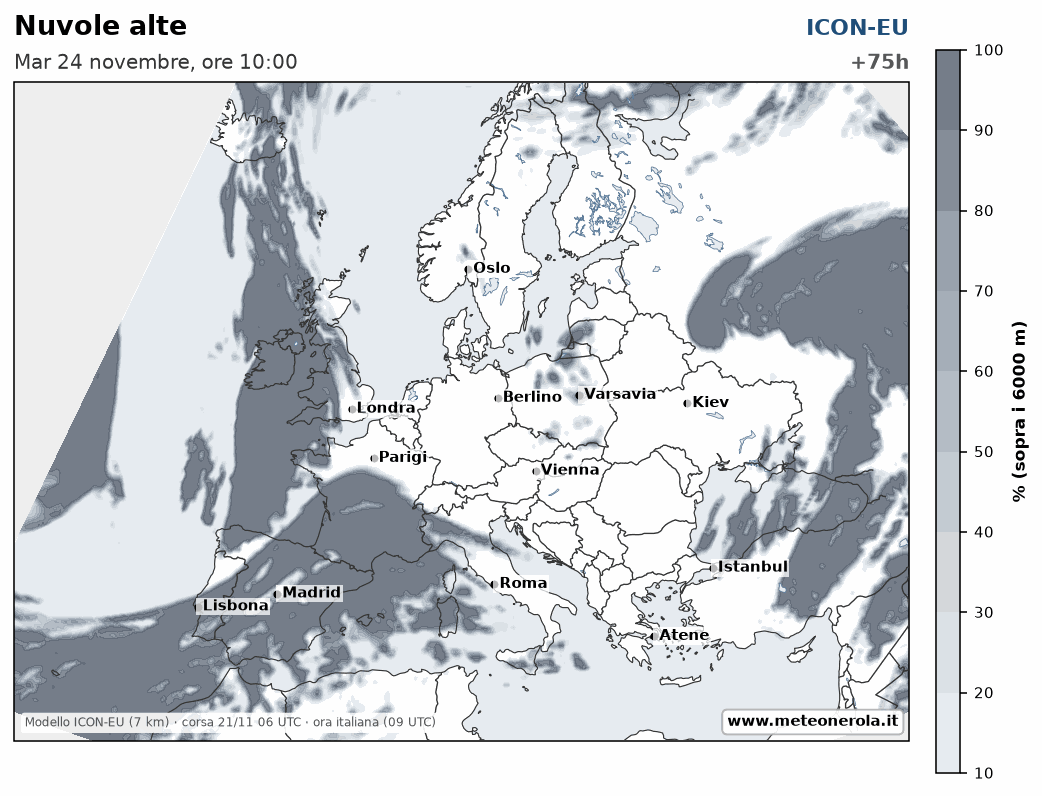 Nuvole alte
ICON-EU
Mar 24 novembre, ore 10:00
+75h
100
90
80
70
60
50
40
30
20
10
% (sopra i 6000 m)
Oslo
Berlino
Varsavia
Kiev
Londra
Parigi
Vienna
Istanbul
Roma
Madrid
Lisbona
Atene
Modello ICON-EU (7 km) · corsa 21/11 06 UTC · ora italiana (09 UTC)
www.meteonerola.it